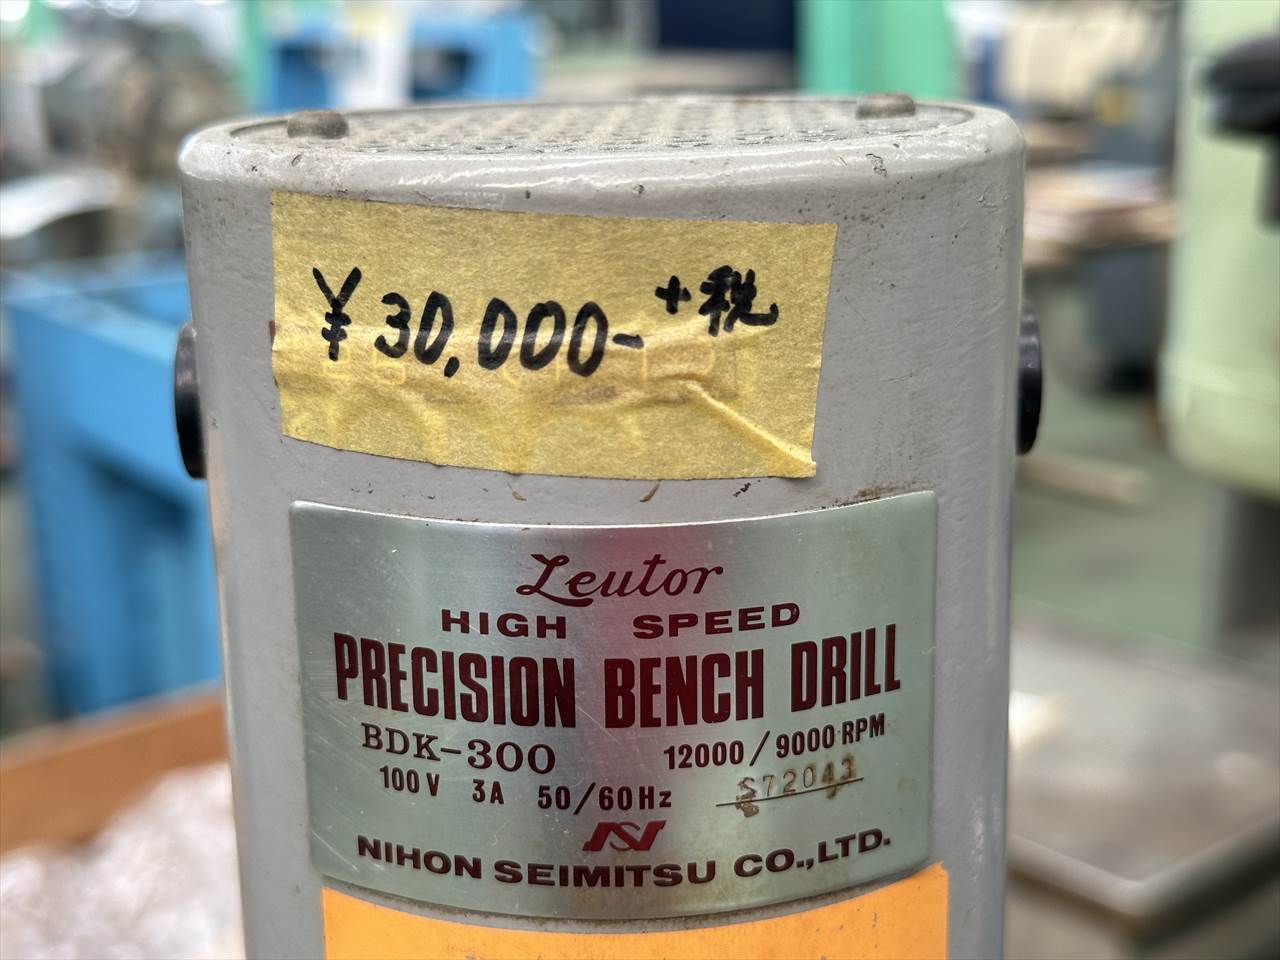 ¥30,000- +税
Leutor
HIGH SPEED
PRECISION BENCH DRILL
BDK-300 12000/9000 RPM
100V 3A 50/60Hz S72043
NIHON SEIMITSU CO.,LTD.